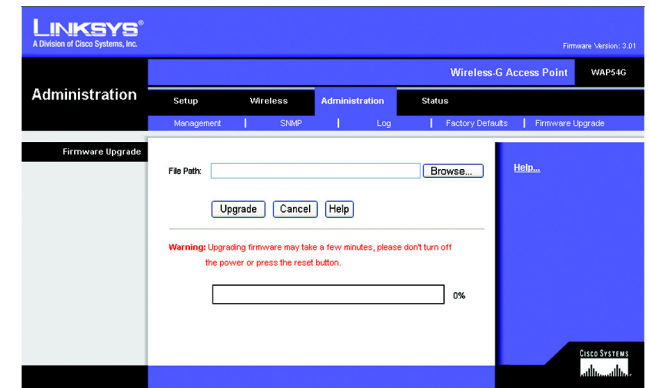 LINKSYS®
A Division of Cisco Systems, Inc.
Firmware Version: 3.01
Wireless-G Access Point WAP54G
Administration
Setup Wireless Administration Status
Management | SNMP | Log | Factory Defaults | Firmware Upgrade
Firmware Upgrade
File Path: Browse...
Help...
Upgrade Cancel Help
Warning: Upgrading firmware may take a few minutes, please don't turn off
the power or press the reset button.
0%
CISCO SYSTEMS